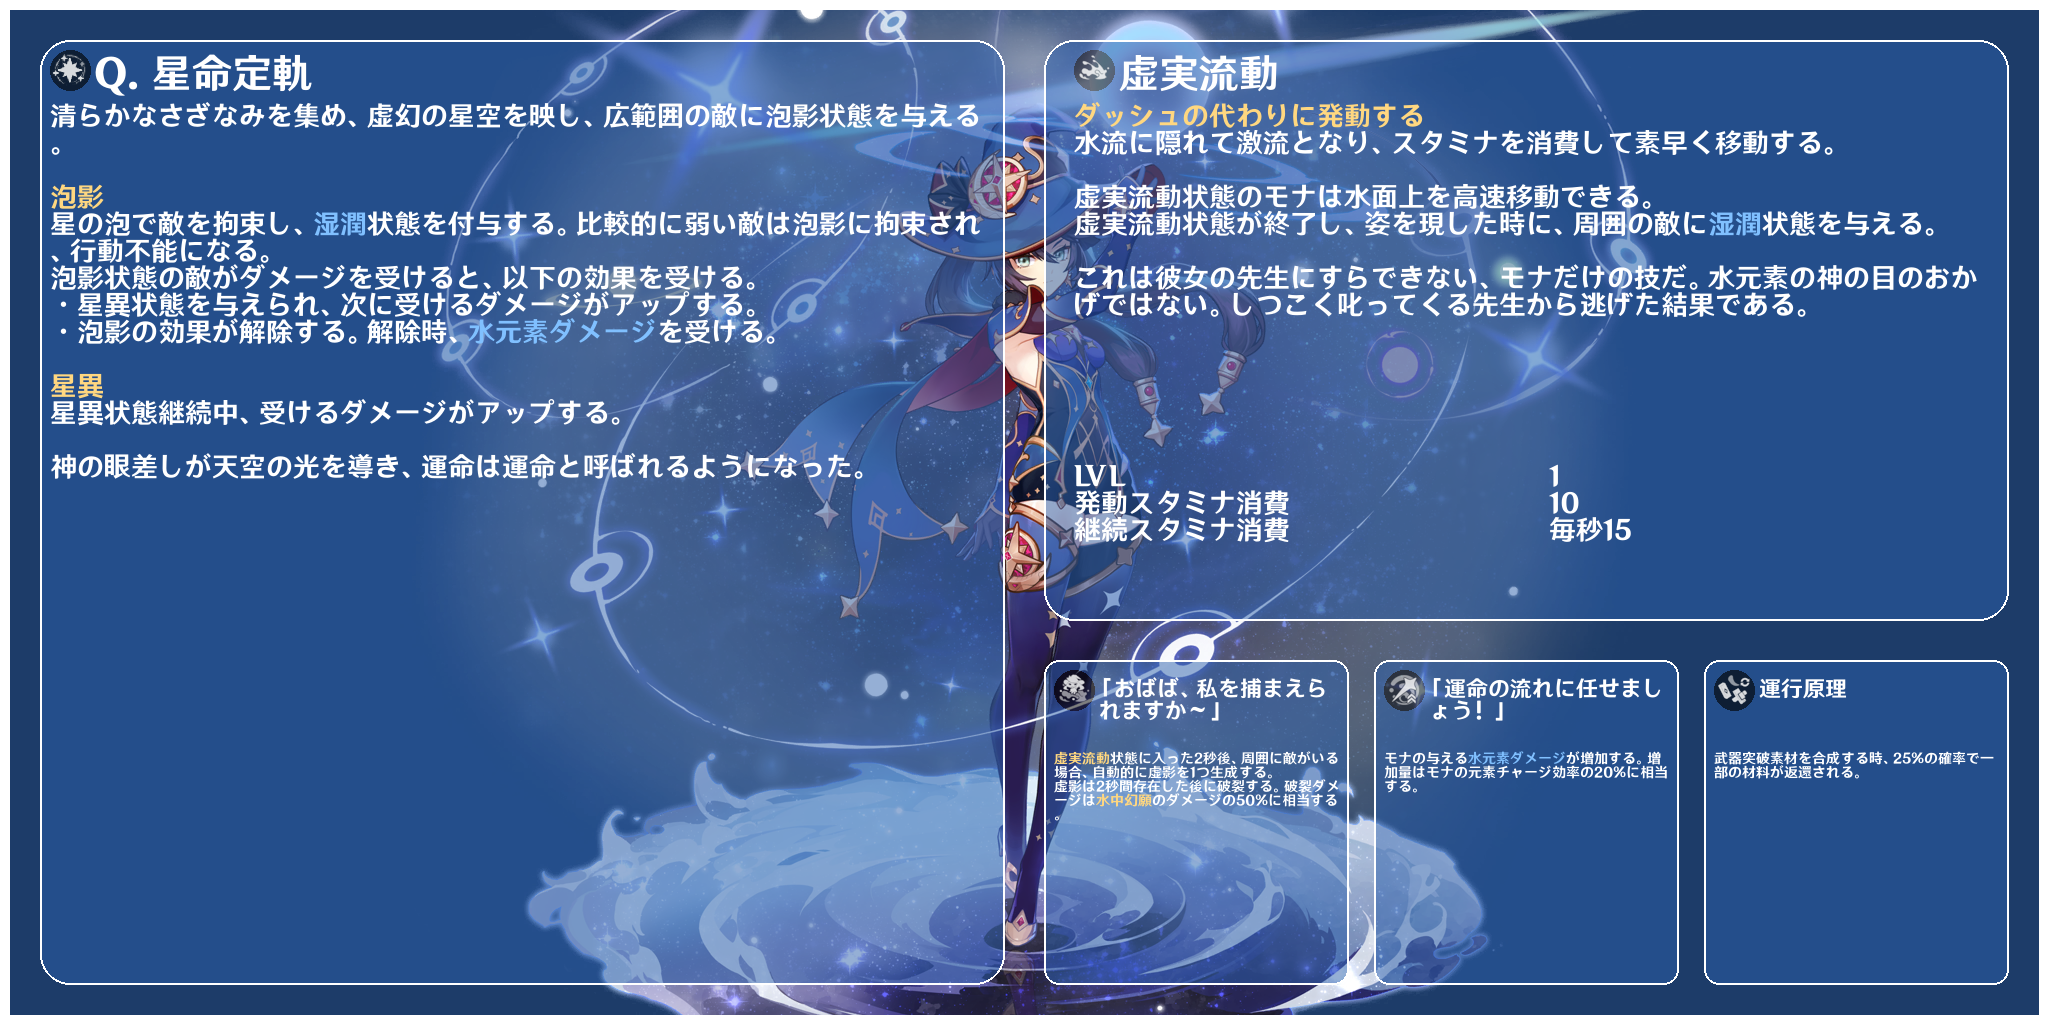 Q. 星命定軌
清らかなさざなみを集め、虚幻の星空を映し、広範囲の敵に泡影状態を与える
。
泡影
星の泡で敵を拘束し、湿潤状態を付与する。比較的に弱い敵は泡影に拘束され
、行動不能になる。
泡影状態の敵がダメージを受けると、以下の効果を受ける。
・星異状態を与えられ、次に受けるダメージがアップする。
・泡影の効果が解除する。解除時、水元素ダメージを受ける。
星異
星異状態継続中、受けるダメージがアップする。
神の眼差しが天空の光を導き、運命は運命と呼ばれるようになった。
虚実流動
ダッシュの代わりに発動する
水流に隠れて激流となり、スタミナを消費して素早く移動する。
虚実流動状態のモナは水面上を高速移動できる。
虚実流動状態が終了し、姿を現した時に、周囲の敵に湿潤状態を与える。
これは彼女の先生にすらできない、モナだけの技だ。水元素の神の目のおか
げではない。しつこく叱ってくる先生から逃げた結果である。
LVL 1
発動スタミナ消費 10
継続スタミナ消費 毎秒15
「おばば、私を捕まえら
れますか～」
虚実流動状態に入った2秒後、周囲に敵がいる
場合、自動的に虚影を1つ生成する。
虚影は2秒間存在した後に破裂する。破裂ダメ
ージは水中幻願のダメージの50%に相当する
。
「運命の流れに任せまし
ょう！」
モナの与える水元素ダメージが増加する。増
加量はモナの元素チャージ効率の20%に相当
する。
運行原理
武器突破素材を合成する時、25%の確率で一
部の材料が返還される。